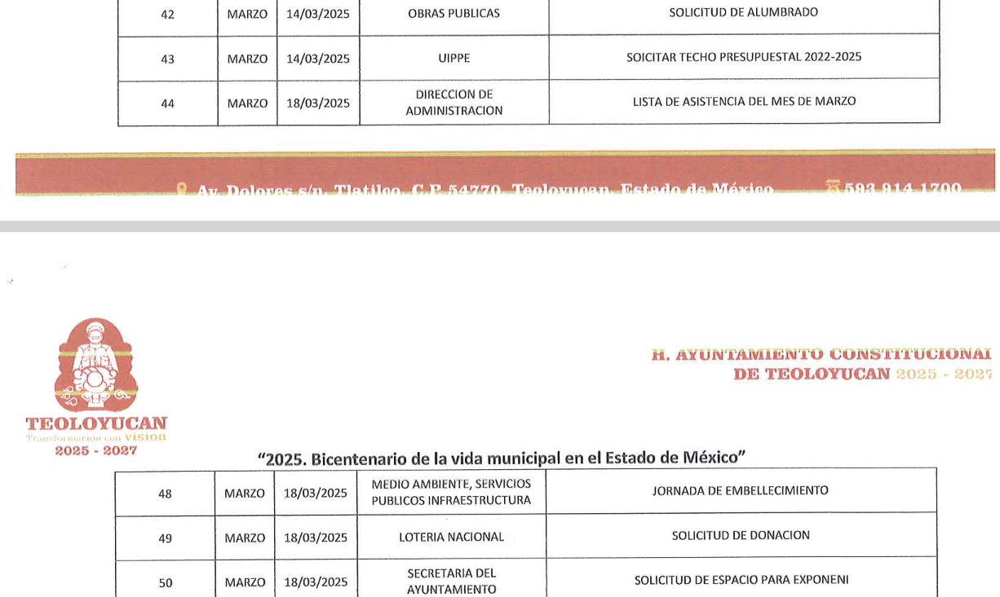 42 MARZO 14/03/2025 OBRAS PUBLICAS SOLICITUD DE ALUMBRADO
43 MARZO 14/03/2025 UIPPE SOICITAR TECHO PRESUPUESTAL 2022-2025
44 MARZO 18/03/2025 DIRECCION DE ADMINISTRACION LISTA DE ASISTENCIA DEL MES DE MARZO
Av. Dolores s/n, Tlatilco, C.P. 54770, Teoloyucan, Estado de México 593 914 1700
H. AYUNTAMIENTO CONSTITUCIONAL
DE TEOLOYUCAN 2025 - 2027
TEOLOYUCAN
Transformación con VISIÓN
2025 - 2027
“2025. Bicentenario de la vida municipal en el Estado de México”
48 MARZO 18/03/2025 MEDIO AMBIENTE, SERVICIOS PUBLICOS INFRAESTRUCTURA JORNADA DE EMBELLECIMIENTO
49 MARZO 18/03/2025 LOTERIA NACIONAL SOLICITUD DE DONACION
50 MARZO 18/03/2025 SECRETARIA DEL AYUNTAMIENTO SOLICITUD DE ESPACIO PARA EXPONENI